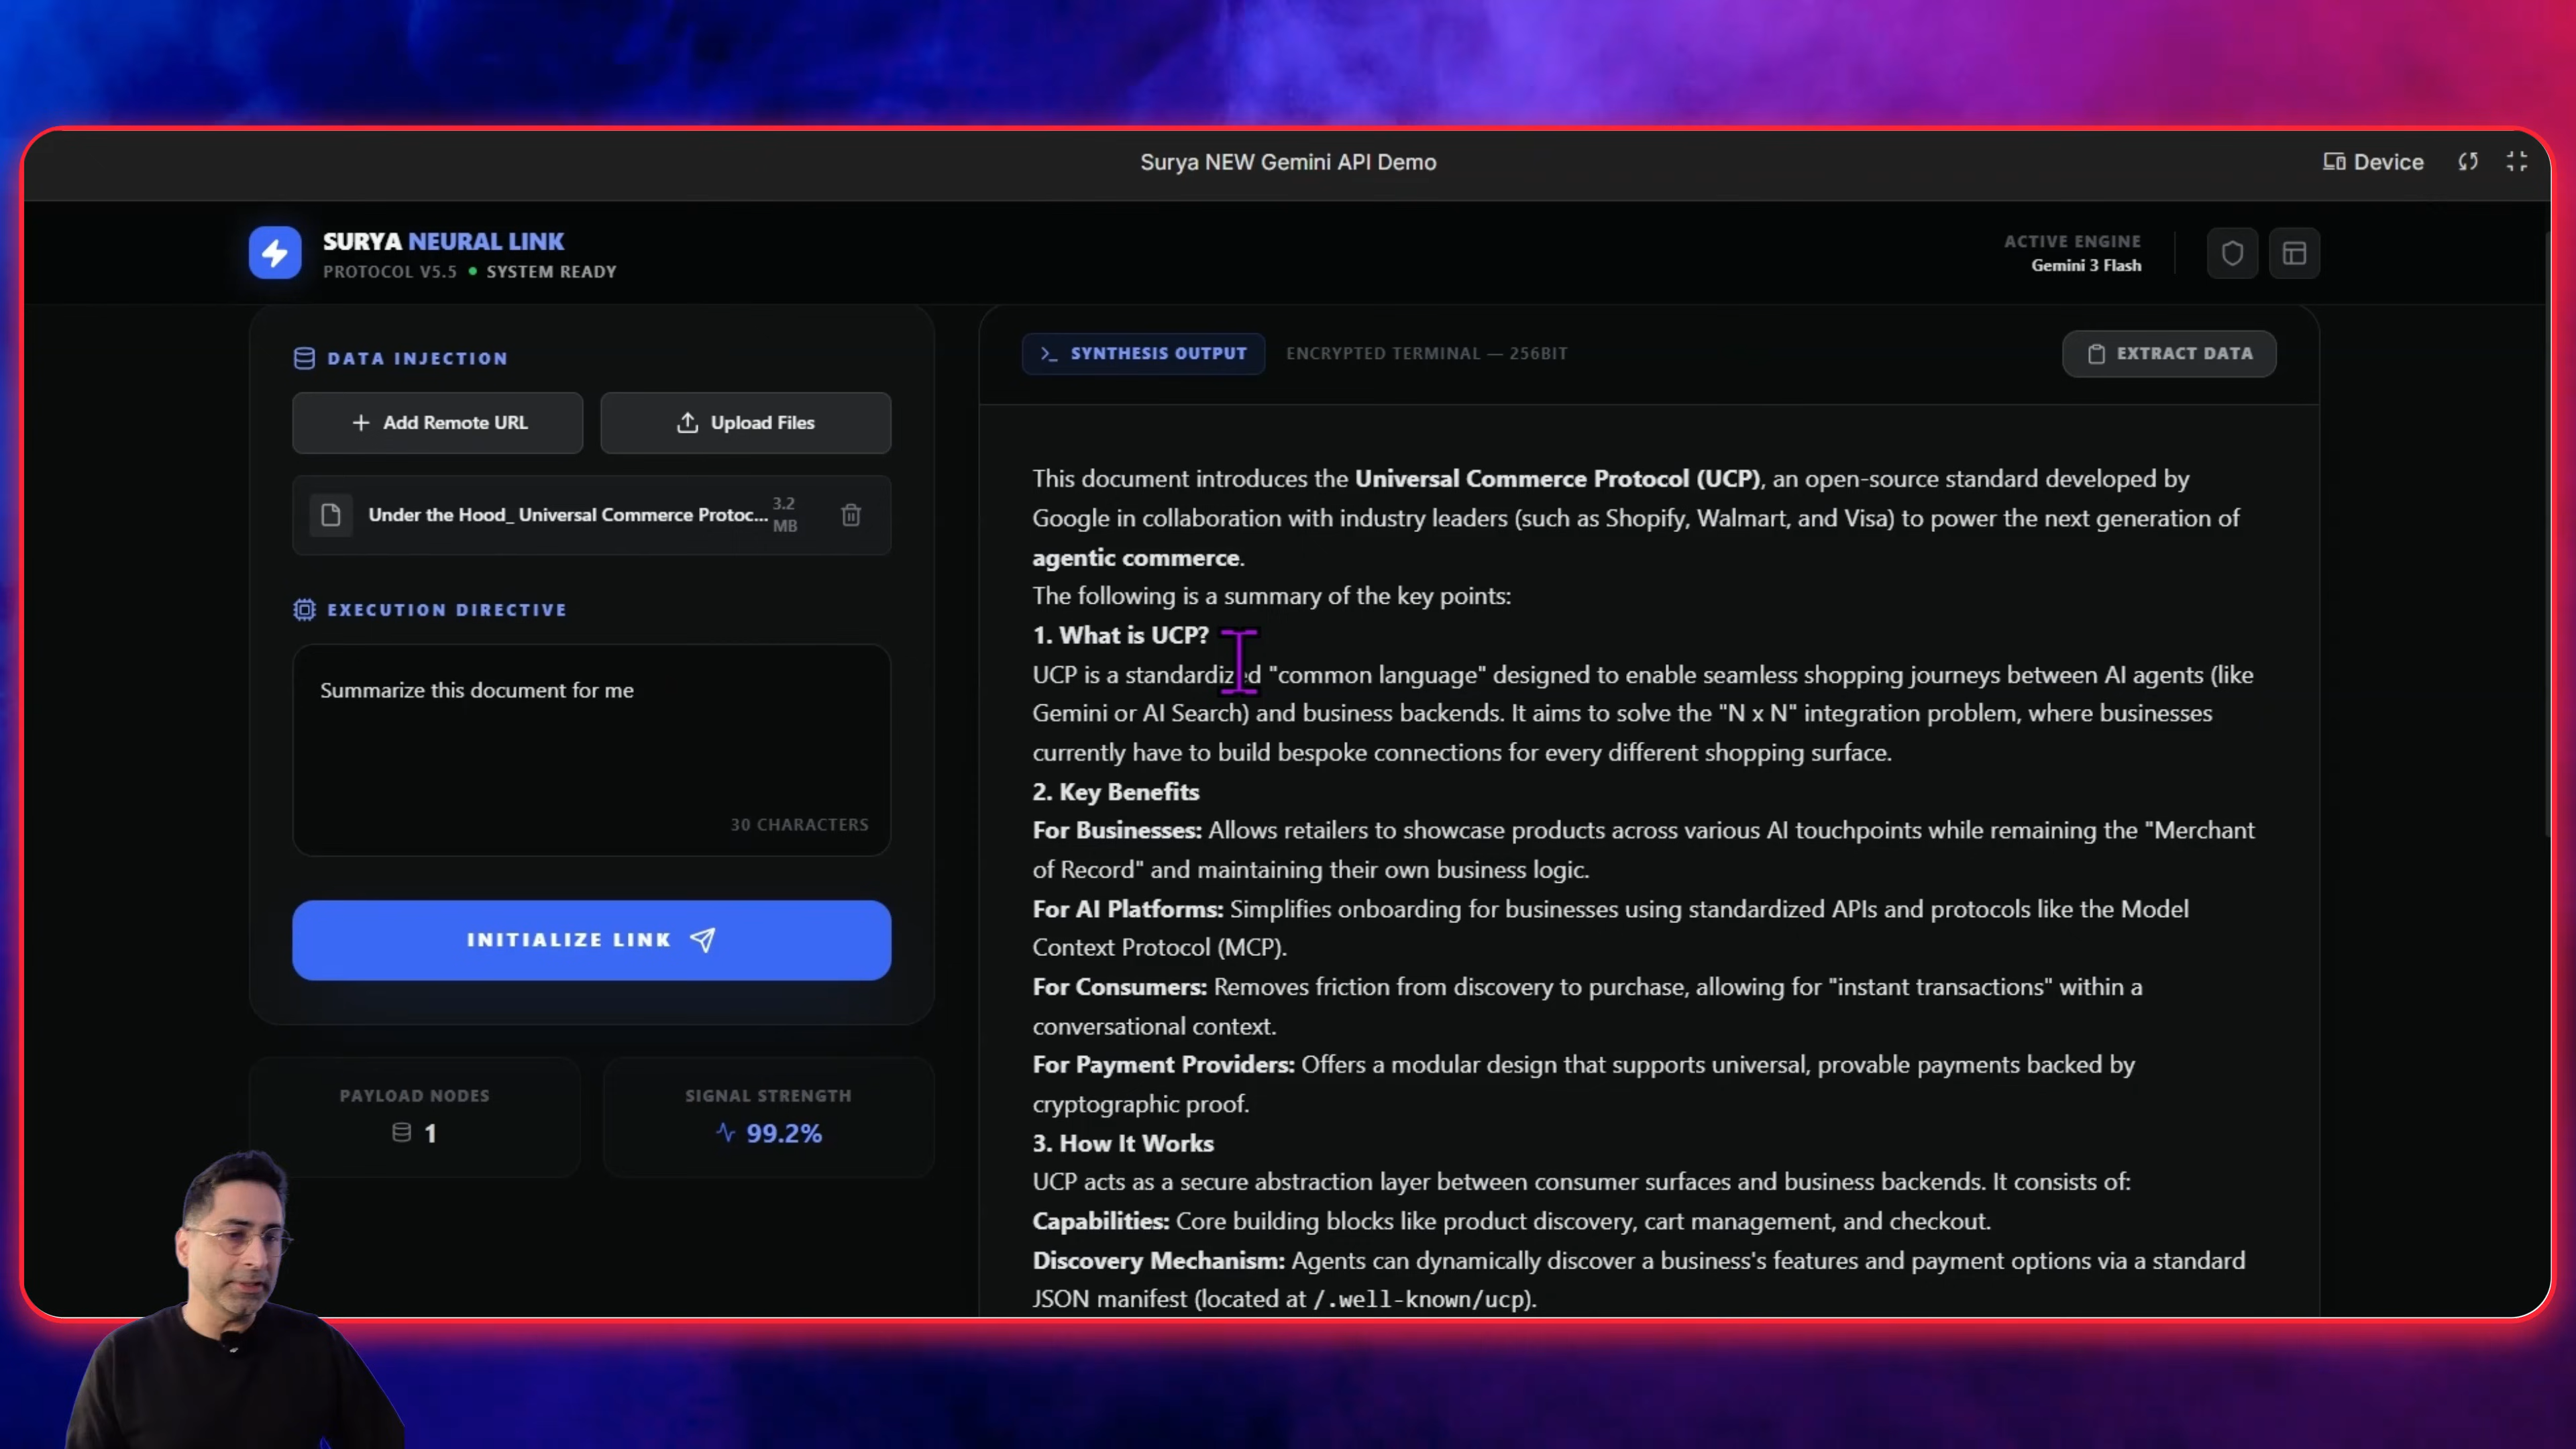 Surya NEW Gemini API Demo
Device
SURYA NEURAL LINK
PROTOCOL V5.5 • SYSTEM READY
ACTIVE ENGINE
Gemini 3 Flash
DATA INJECTION
Add Remote URL
Upload Files
Under the Hood_ Universal Commerce Protoc...
3.2
MB
EXECUTION DIRECTIVE
Summarize this document for me
30 CHARACTERS
INITIALIZE LINK
PAYLOAD NODES
1
SIGNAL STRENGTH
99.2%
>_ SYNTHESIS OUTPUT
ENCRYPTED TERMINAL — 256BIT
EXTRACT DATA
This document introduces the Universal Commerce Protocol (UCP), an open-source standard developed by
Google in collaboration with industry leaders (such as Shopify, Walmart, and Visa) to power the next generation of
agentic commerce.
The following is a summary of the key points:
1. What is UCP?
UCP is a standardized "common language" designed to enable seamless shopping journeys between AI agents (like
Gemini or AI Search) and business backends. It aims to solve the "N x N" integration problem, where businesses
currently have to build bespoke connections for every different shopping surface.
2. Key Benefits
For Businesses: Allows retailers to showcase products across various AI touchpoints while remaining the "Merchant
of Record" and maintaining their own business logic.
For AI Platforms: Simplifies onboarding for businesses using standardized APIs and protocols like the Model
Context Protocol (MCP).
For Consumers: Removes friction from discovery to purchase, allowing for "instant transactions" within a
conversational context.
For Payment Providers: Offers a modular design that supports universal, provable payments backed by
cryptographic proof.
3. How It Works
UCP acts as a secure abstraction layer between consumer surfaces and business backends. It consists of:
Capabilities: Core building blocks like product discovery, cart management, and checkout.
Discovery Mechanism: Agents can dynamically discover a business's features and payment options via a standard
JSON manifest (located at /.well-known/ucp).